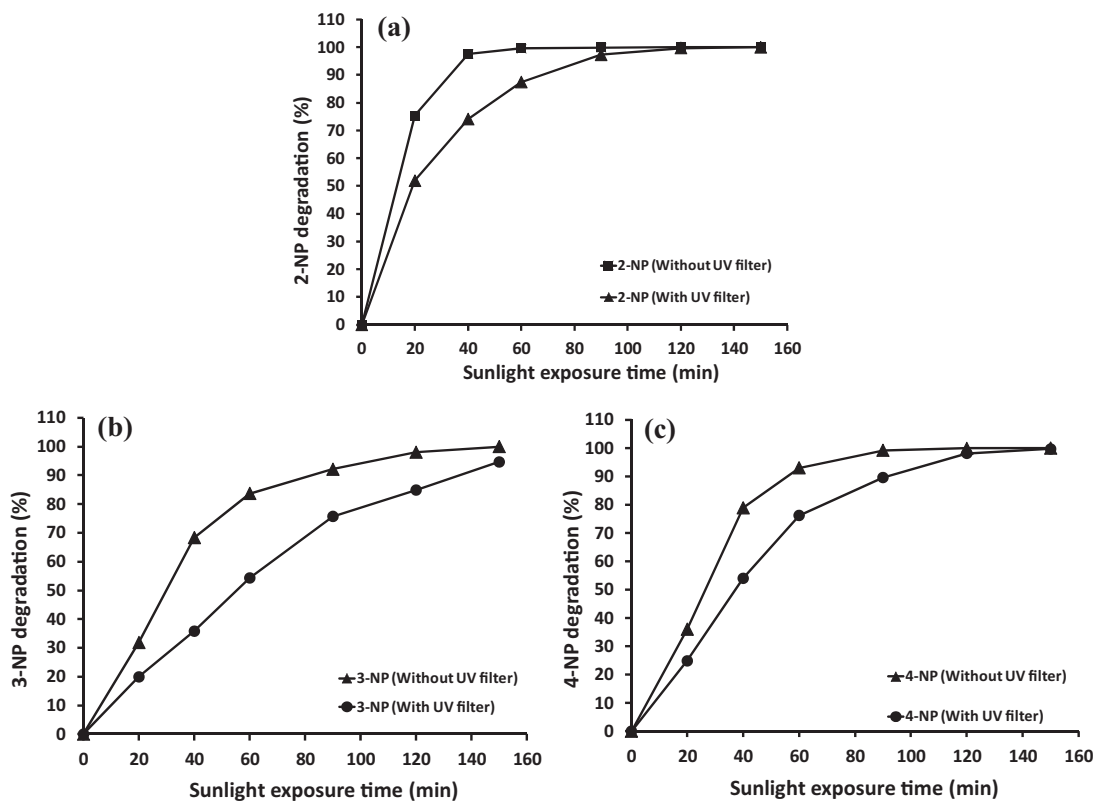 (a)
110
100
90
80
70
60
50
40
30
20
10
0
2-NP degradation (%)
2-NP (Without UV filter)
2-NP (With UV filter)
0 20 40 60 80 100 120 140 160
Sunlight exposure time (min)
(b)
110
100
90
80
70
60
50
40
30
20
10
0
3-NP degradation (%)
3-NP (Without UV filter)
3-NP (With UV filter)
0 20 40 60 80 100 120 140 160
Sunlight exposure time (min)
(c)
110
100
90
80
70
60
50
40
30
20
10
0
4-NP degradation (%)
4-NP (Without UV filter)
4-NP (With UV filter)
0 20 40 60 80 100 120 140 160
Sunlight exposure time (min)